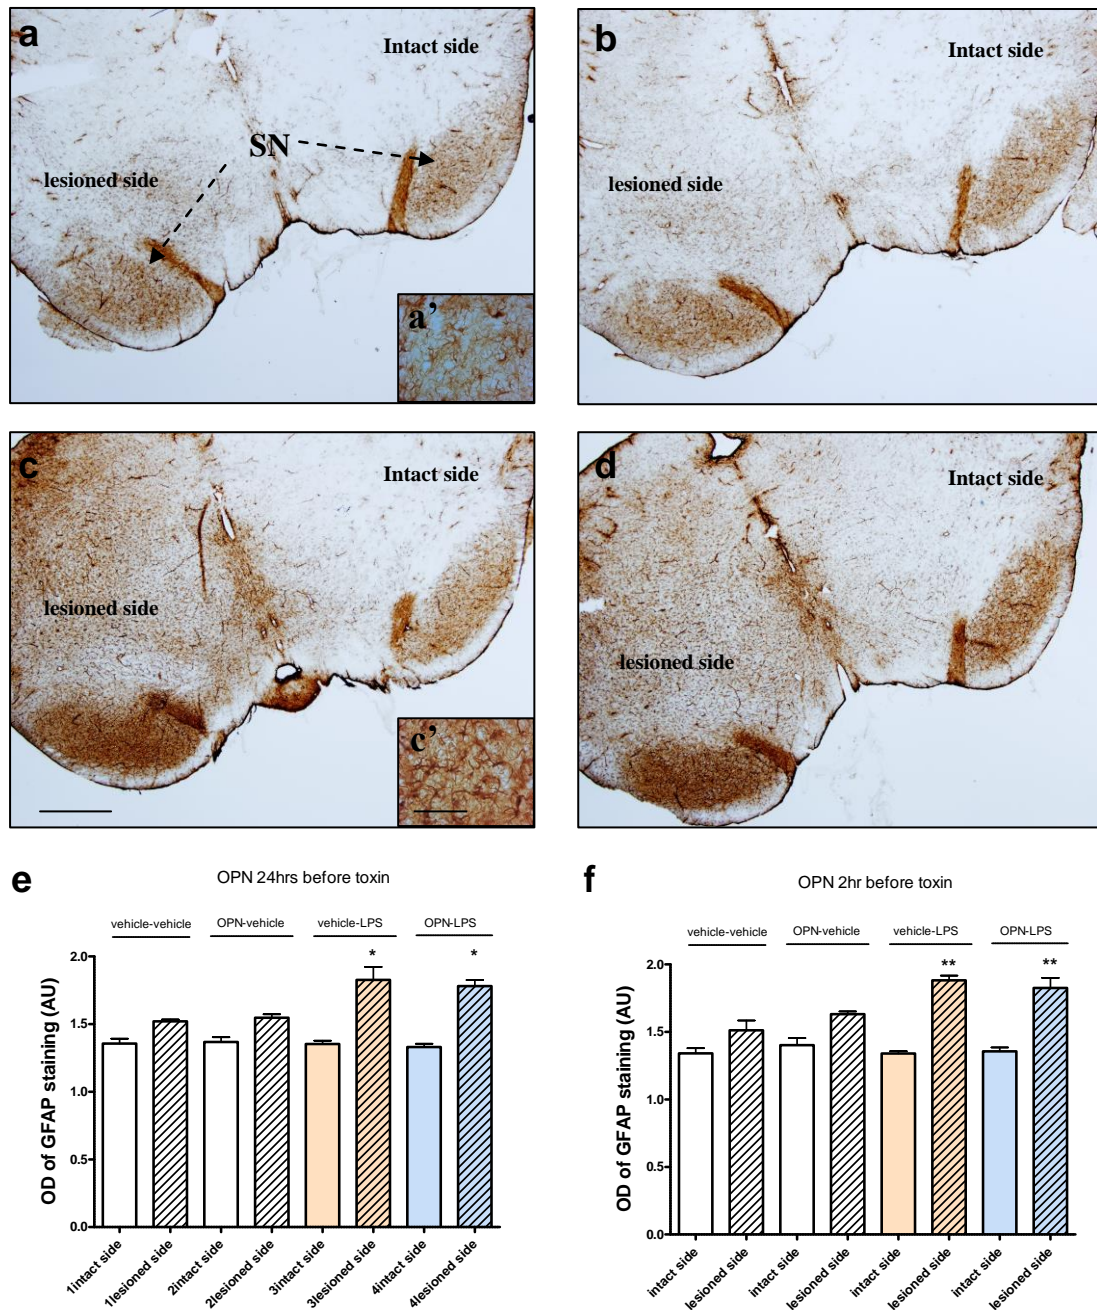 a
Intact side
SN
lesioned side
a’
b
Intact side
lesioned side
c
Intact side
lesioned side
c’
d
Intact side
lesioned side
e
OPN 24hrs before toxin
vehicle-vehicle
OPN-vehicle
vehicle-LPS
OPN-LPS
*
*
2.0
1.5
1.0
0.5
0.0
OD of GFAP staining (AU)
1intact side
1lesioned side
2intact side
2lesioned side
3intact side
3lesioned side
4intact side
4lesioned side
f
OPN 2hr before toxin
vehicle-vehicle
OPN-vehicle
vehicle-LPS
OPN-LPS
**
**
2.0
1.5
1.0
0.5
0.0
OD of GFAP staining (AU)
intact side
lesioned side
intact side
lesioned side
intact side
lesioned side
intact side
lesioned side